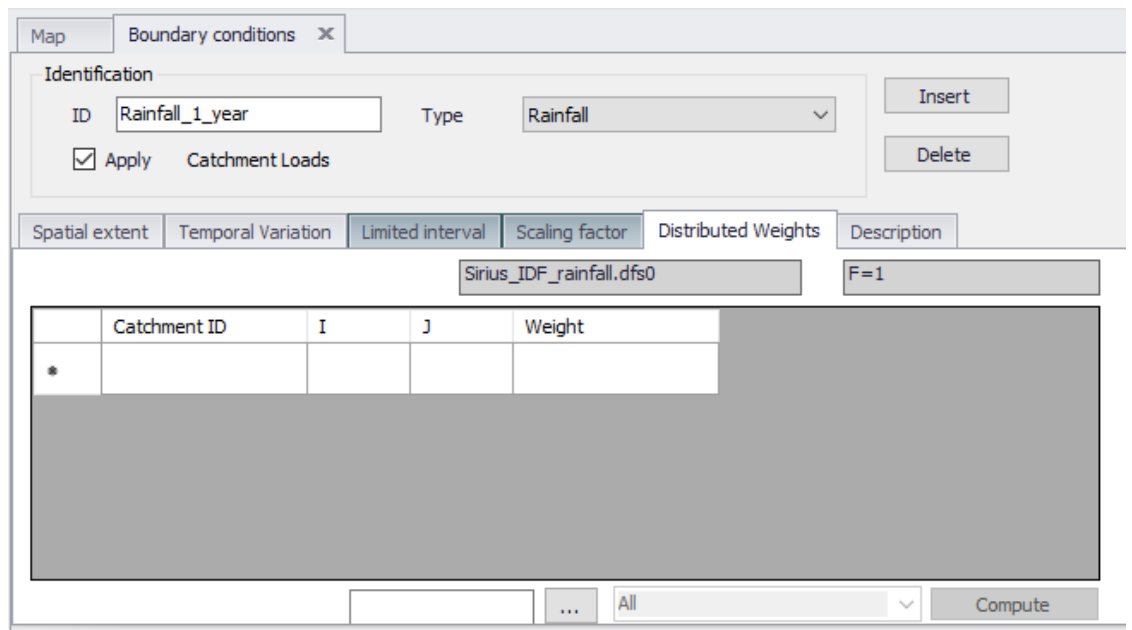 Map
Boundary conditions
Identification
ID Rainfall_1_year Type Rainfall
Insert
Apply Catchment Loads
Delete
Spatial extent Temporal Variation Limited interval Scaling factor Distributed Weights Description
Sirius_IDF_rainfall.dfs0 F=1
Catchment ID I J Weight
*
... All Compute